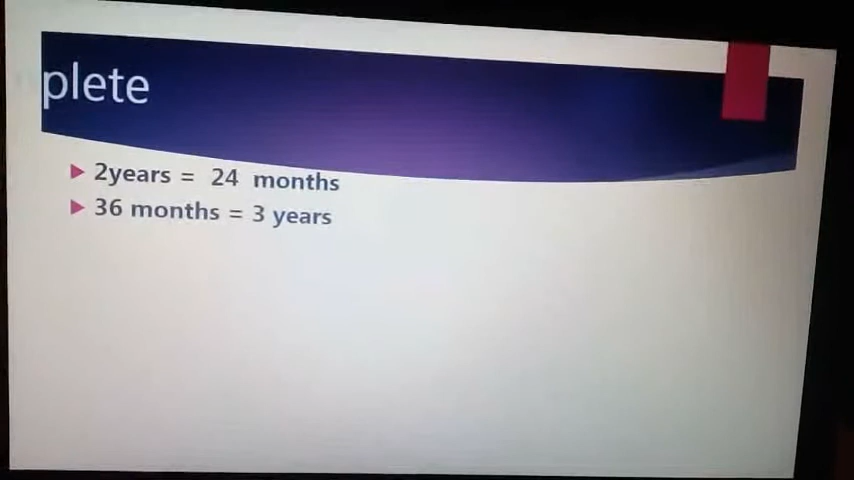 plete
2years = 24 months
36 months = 3 years